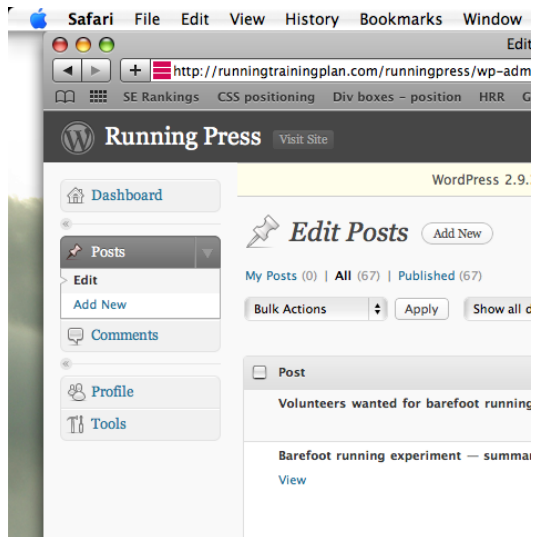 Safari File Edit View History Bookmarks Window
Edit
http://runningtrainingplan.com/runningpress/wp-adm
SE Rankings CSS positioning Div boxes – position HRR G
Running Press Visit Site
WordPress 2.9.
Dashboard
Edit Posts Add New
Posts
My Posts (0) | All (67) | Published (67)
Edit
Add New
Bulk Actions Apply Show all d
Comments
Post
Profile
Volunteers wanted for barefoot running
Tools
Barefoot running experiment — summa
View